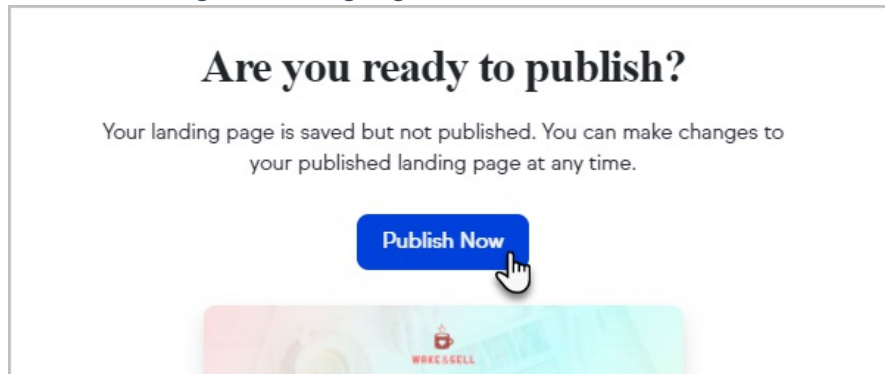 Are you ready to publish?
Your landing page is saved but not published. You can make changes to
your published landing page at any time.
Publish Now
WAKE&SELL